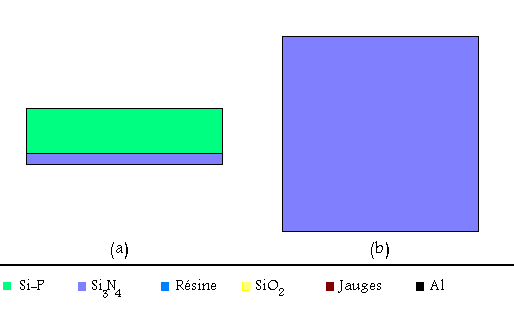 (a) (b)
Si-P Si₃N₄ Résine SiO₂ Jauges Al